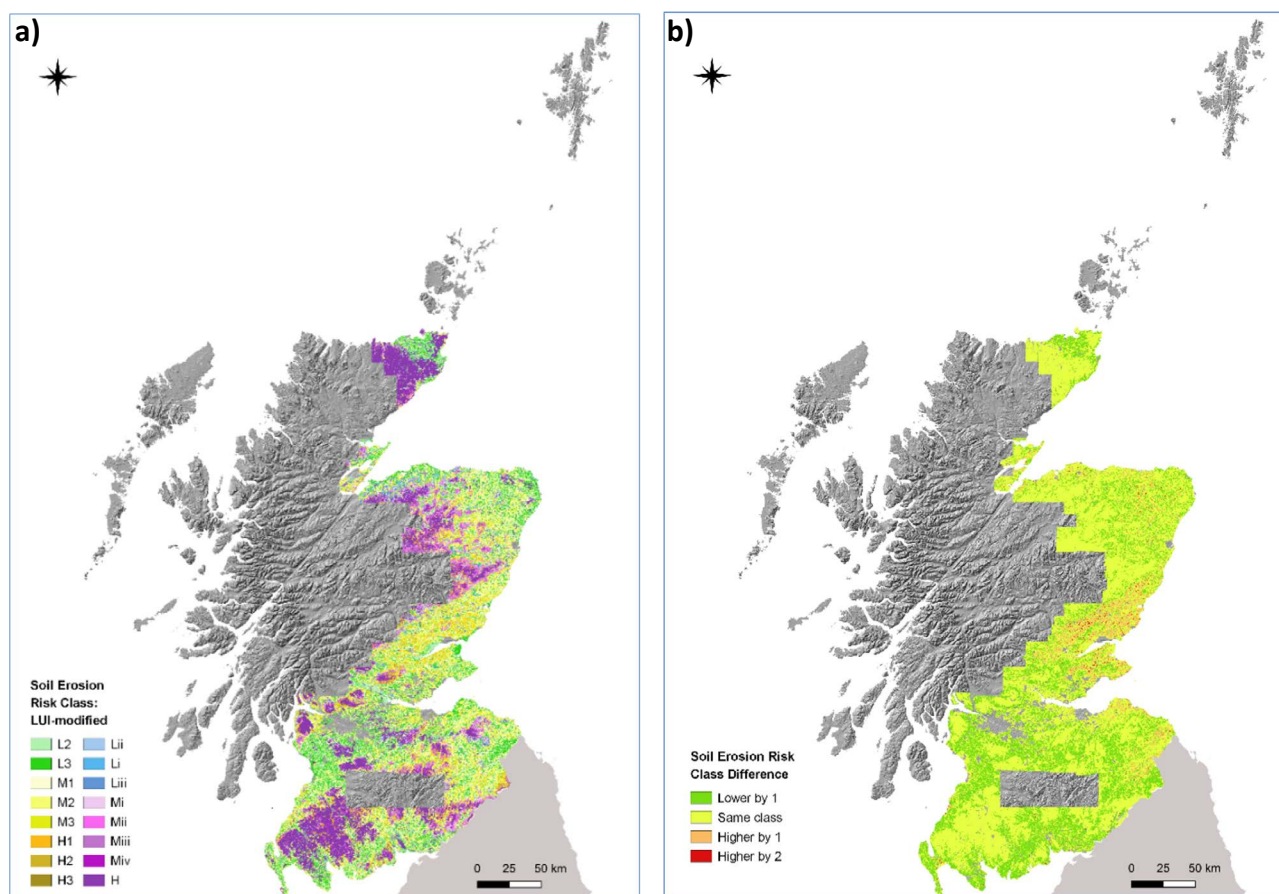 a)
Soil Erosion
Risk Class:
LUI-modified
L2 Lii
L3 Li
M1 Liii
M2 Mi
M3 Mii
H1 Miii
H2 Miv
H3 H
0 25 50 km
b)
Soil Erosion Risk
Class Difference
Lower by 1
Same class
Higher by 1
Higher by 2
0 25 50 km